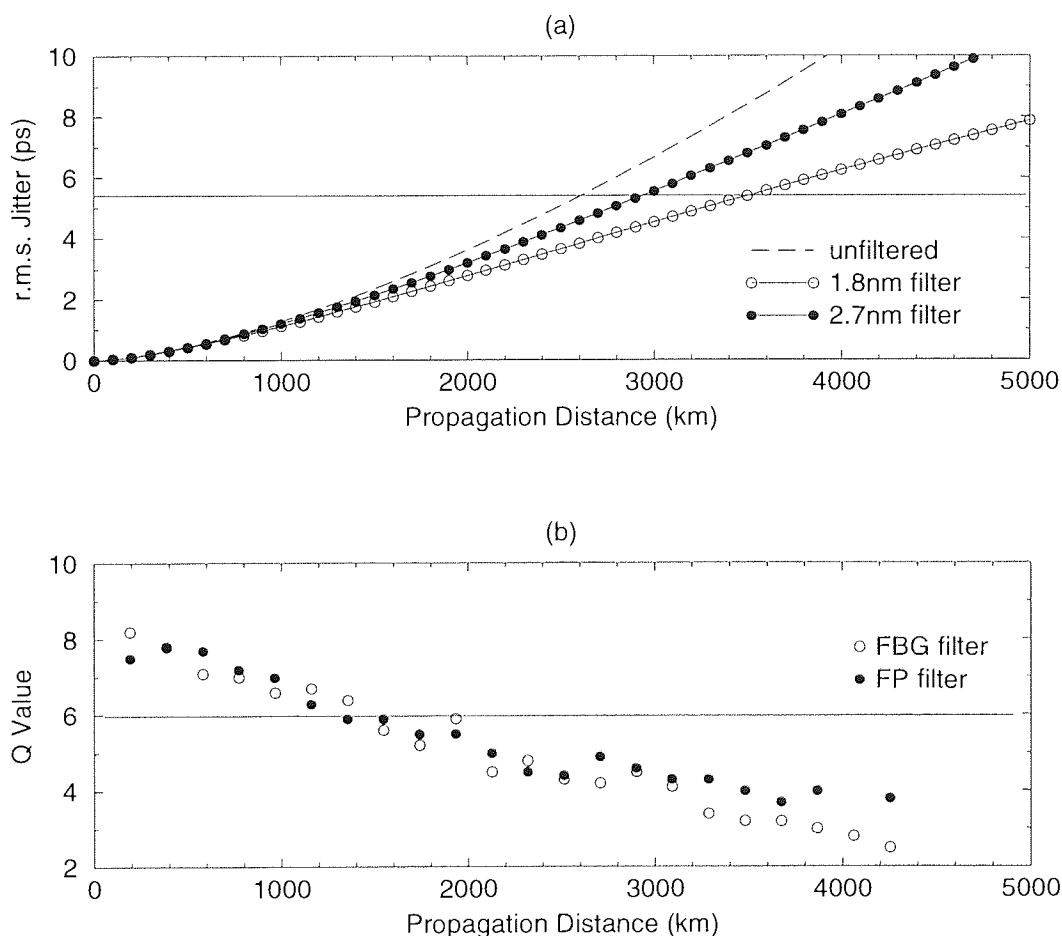 (a)
10
8
6
4
2
0
r.m.s. Jitter (ps)
unfiltered
1.8nm filter
2.7nm filter
0 1000 2000 3000 4000 5000
Propagation Distance (km)
(b)
10
8
6
4
2
Q Value
FBG filter
FP filter
0 1000 2000 3000 4000 5000
Propagation Distance (km)